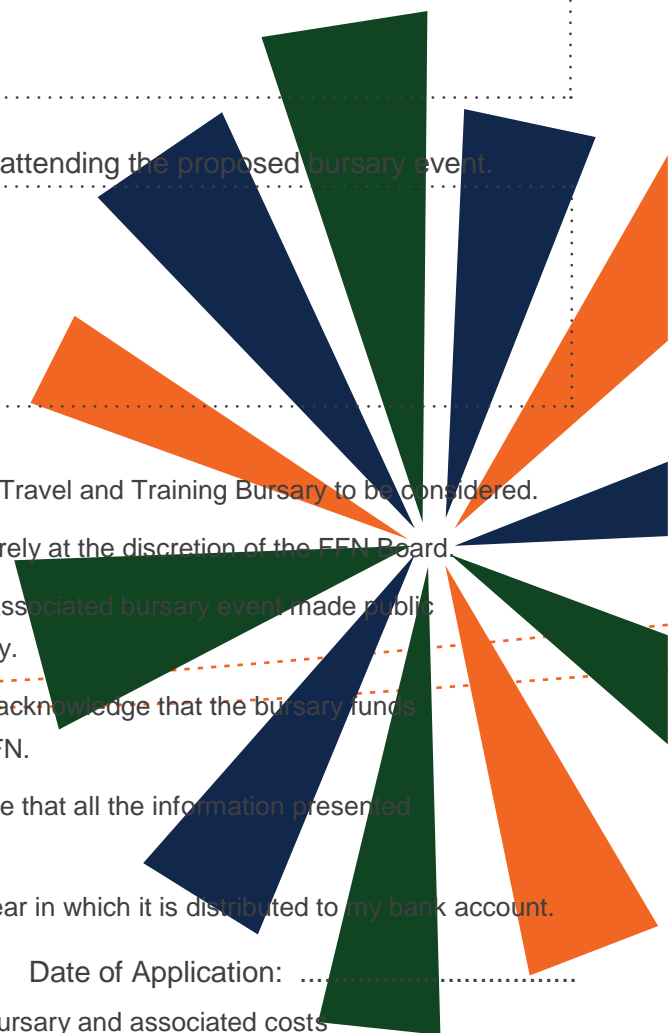 attending the proposed bursary event.
Travel and Training Bursary to be considered.
rely at the discretion of the FFN Board.
ssociated bursary event made public
y.
acknowledge that the bursary funds
FN.
e that all the information presented
ear in which it is distributed to my bank account.
Date of Application: ..................................
ursary and associated costs